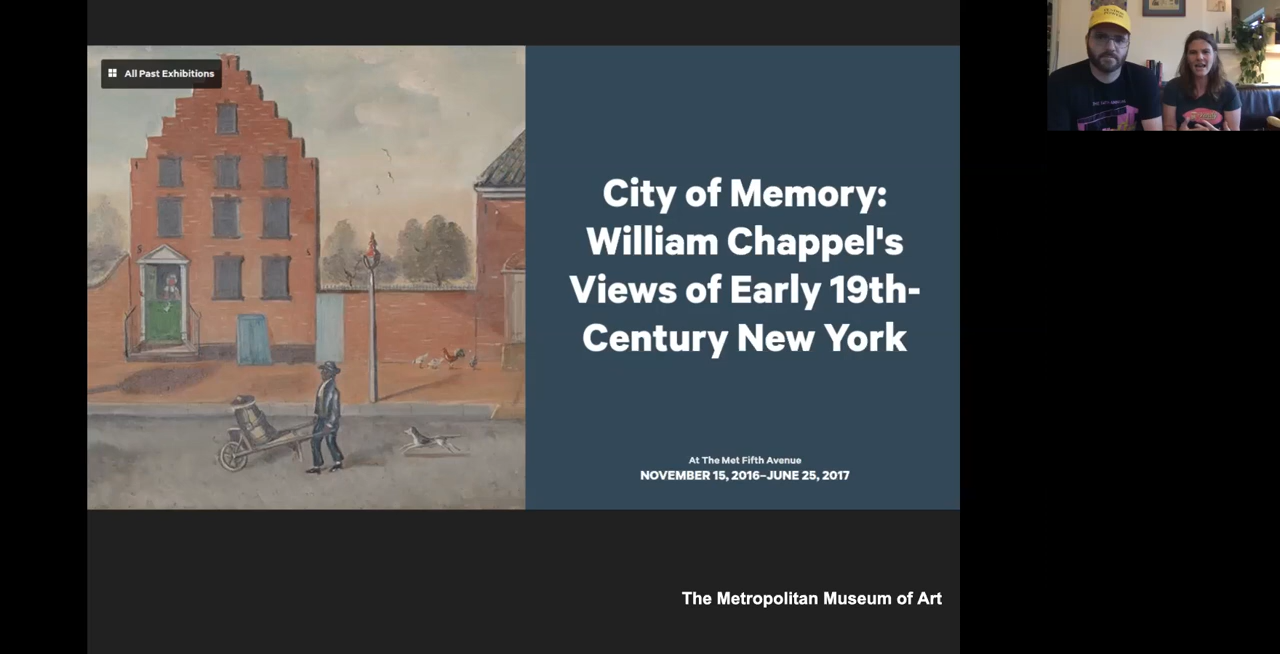 All Past Exhibitions
City of Memory:
William Chappel's
Views of Early 19th-
Century New York
At The Met Fifth Avenue
NOVEMBER 15, 2016–JUNE 25, 2017
The Metropolitan Museum of Art